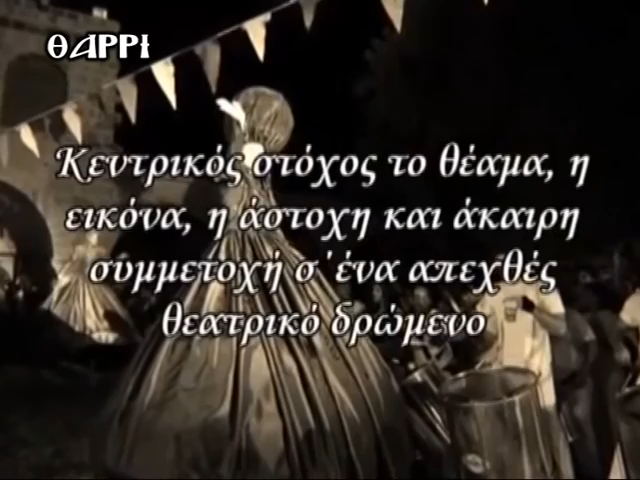 ΘΑΡΡΙ
Κεντρικός στόχος το θέαμα, η
εικόνα, η άστοχη και άκαιρη
συμμετοχή σ΄ένα απεχθές
θεατρικό δρώμενο